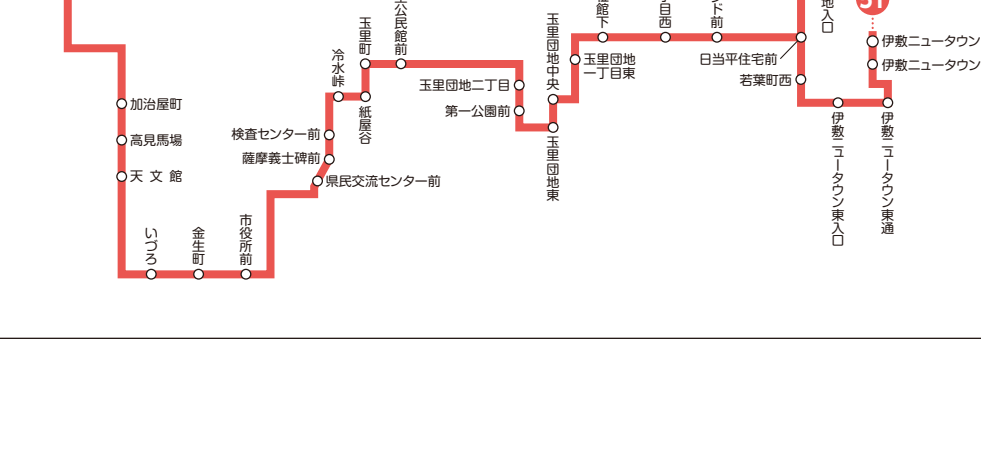 加治屋町
高見馬場
天文館
いづろ
金生町
市役所前
県民交流センター前
薩摩義士碑前
検査センター前
冷水峠
紙屋谷
玉里町
公民館前
玉里団地二丁目
第一公園前
玉里団地東
玉里団地中央
玉里団地
一丁目東
館下
目西
ド前
日当平住宅前
地入口
若葉町西
伊敷ニュータウン東入口
伊敷ニュータウン東通
伊敷ニュータウン
伊敷ニュータウン